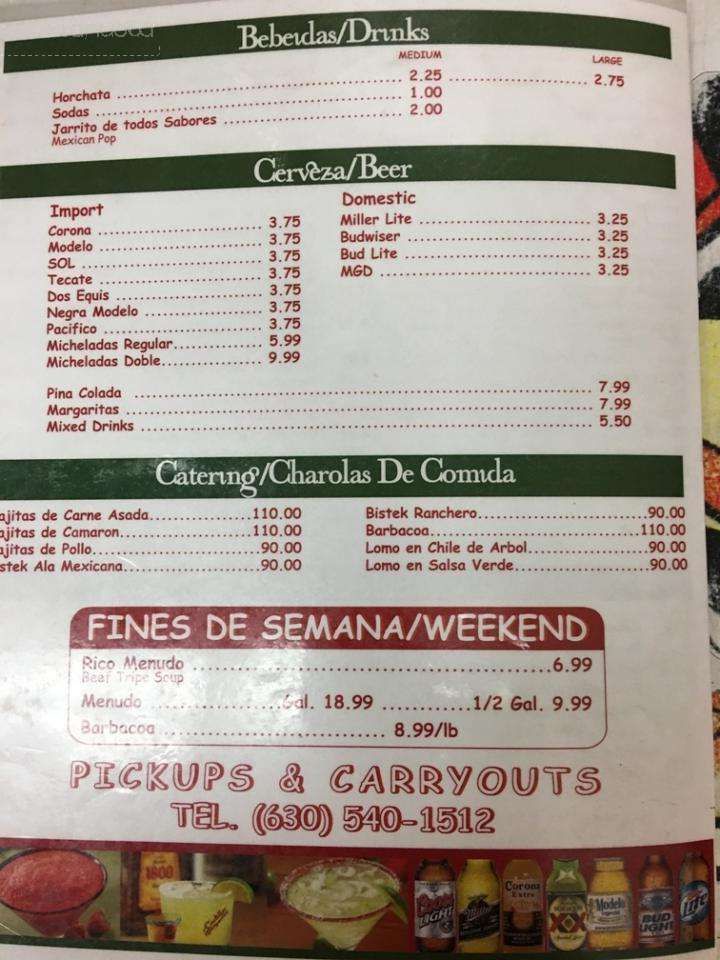 Bebeidas/Drinks
MEDIUM LARGE
Horchata 2.25 2.75
Sodas 1.00
Jarrito de todos Sabores 2.00
Mexican Pop
Cerveza/Beer
Import
Corona 3.75
Modelo 3.75
SOL 3.75
Tecate 3.75
Dos Equis 3.75
Negra Modelo 3.75
Pacifico 3.75
Micheladas Regular 5.99
Micheladas Doble 9.99
Domestic
Miller Lite 3.25
Budwiser 3.25
Bud Lite 3.25
MGD 3.25
Pina Colada 7.99
Margaritas 7.99
Mixed Drinks 5.50
Catering/Charolas De Comida
ajitas de Carne Asada 110.00
ajitas de Camaron 110.00
ajitas de Pollo 90.00
stek Ala Mexicana 90.00
Bistek Ranchero 90.00
Barbacoa 110.00
Lomo en Chile de Arbol 90.00
Lomo en Salsa Verde 90.00
FINES DE SEMANA/WEEKEND
Rico Menudo 6.99
Beef Tripe Soup
Menudo Gal. 18.99 1/2 Gal. 9.99
Barbacoa 8.99/lb
PICKUPS & CARRYOUTS
TEL. (630) 540-1512
1800
Coors LIGHT
Miller
Corona Extra
XX
Modelo
BUD LIGHT
Lite